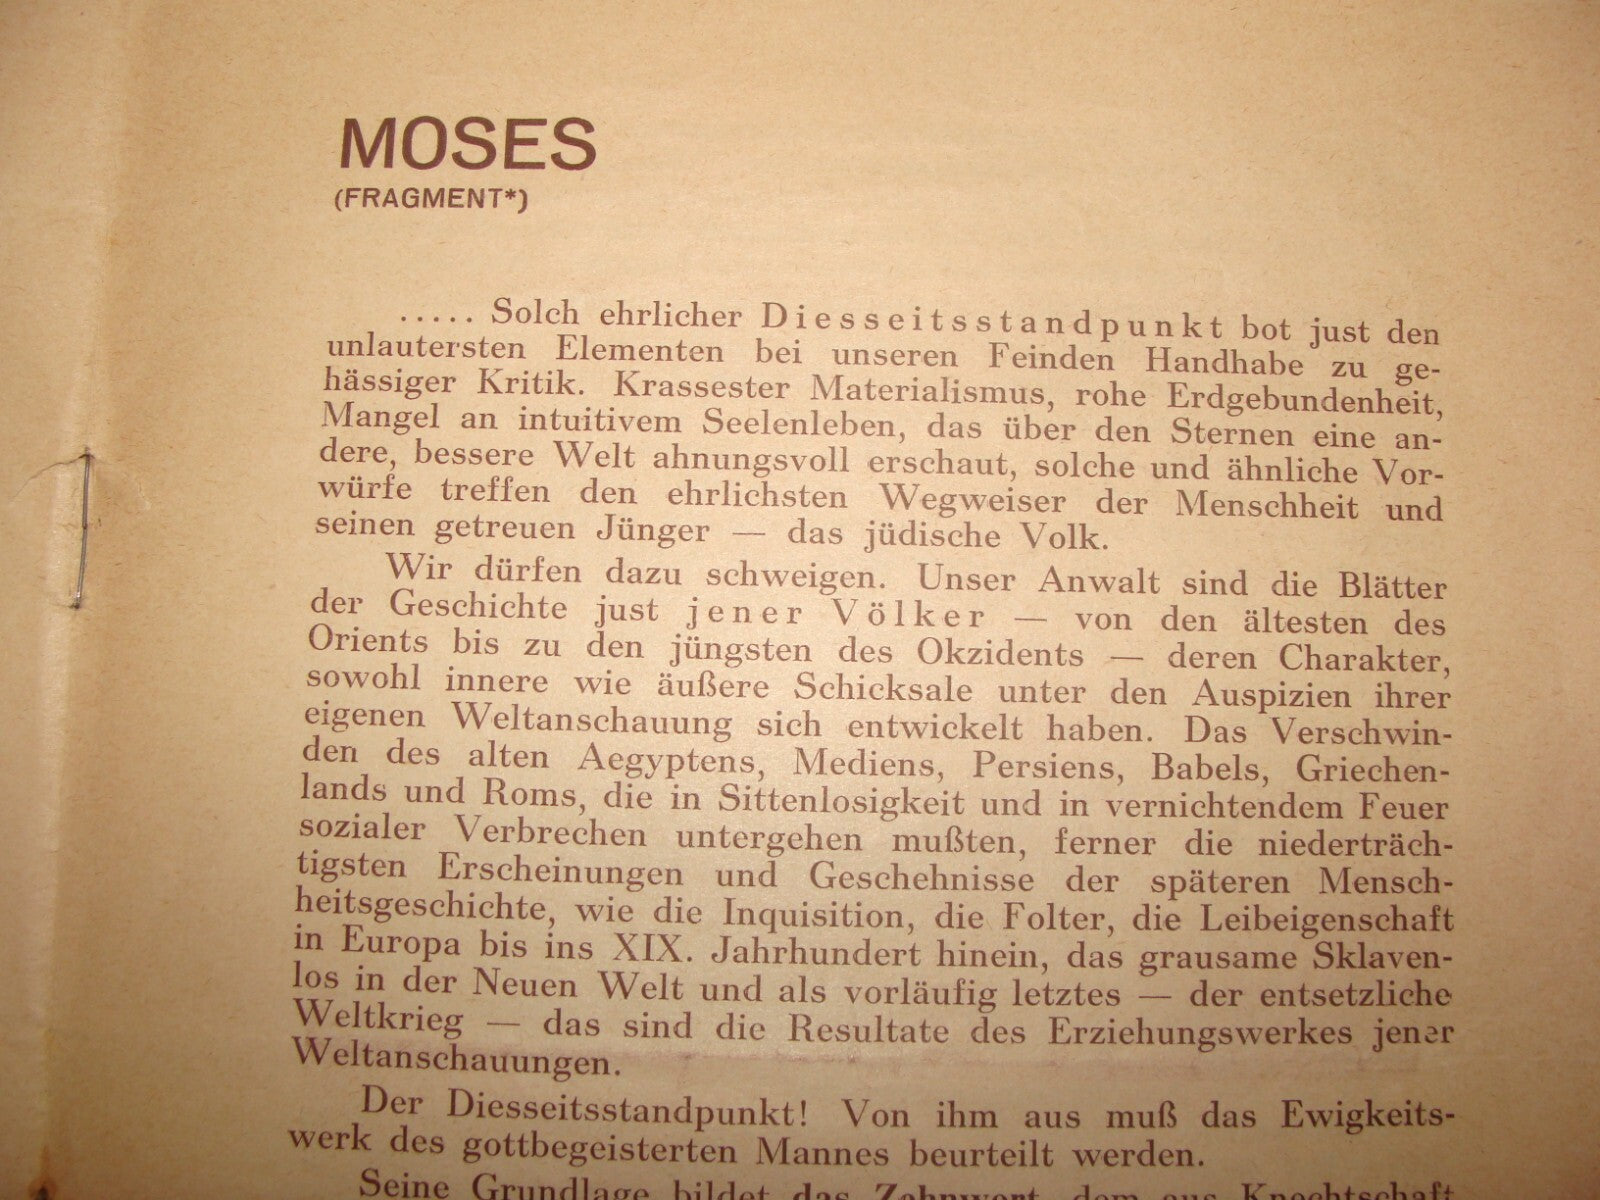 MOSES
(FRAGMENT*)
..... Solch ehrlicher Diesseitsstandpunkt bot just den
unlautersten Elementen bei unseren Feinden Handhabe zu ge-
hässiger Kritik. Krassester Materialismus, rohe Erdgebundenheit,
Mangel an intuitivem Seelenleben, das über den Sternen eine an-
dere, bessere Welt ahnungsvoll erschaut, solche und ähnliche Vor-
würfe treffen den ehrlichsten Wegweiser der Menschheit und
seinen getreuen Jünger — das jüdische Volk.
Wir dürfen dazu schweigen. Unser Anwalt sind die Blätter
der Geschichte just jener Völker — von den ältesten des
Orients bis zu den jüngsten des Okzidents — deren Charakter,
sowohl innere wie äußere Schicksale unter den Auspizien ihrer
eigenen Weltanschauung sich entwickelt haben. Das Verschwin-
den des alten Aegyptens, Mediens, Persiens, Babels, Griechen-
lands und Roms, die in Sittenlosigkeit und in vernichtendem Feuer
sozialer Verbrechen untergehen mußten, ferner die niederträch-
tigsten Erscheinungen und Geschehnisse der späteren Mensch-
heitsgeschichte, wie die Inquisition, die Folter, die Leibeigenschaft
in Europa bis ins XIX. Jahrhundert hinein, das grausame Sklaven-
los in der Neuen Welt und als vorläufig letztes — der entsetzliche
Weltkrieg — das sind die Resultate des Erziehungswerkes jener
Weltanschauungen.
Der Diesseitsstandpunkt! Von ihm aus muß das Ewigkeits-
werk des gottbegeisterten Mannes beurteilt werden.
Seine Grundlage bildet das Zehnwort, dem aus Knechtschaft